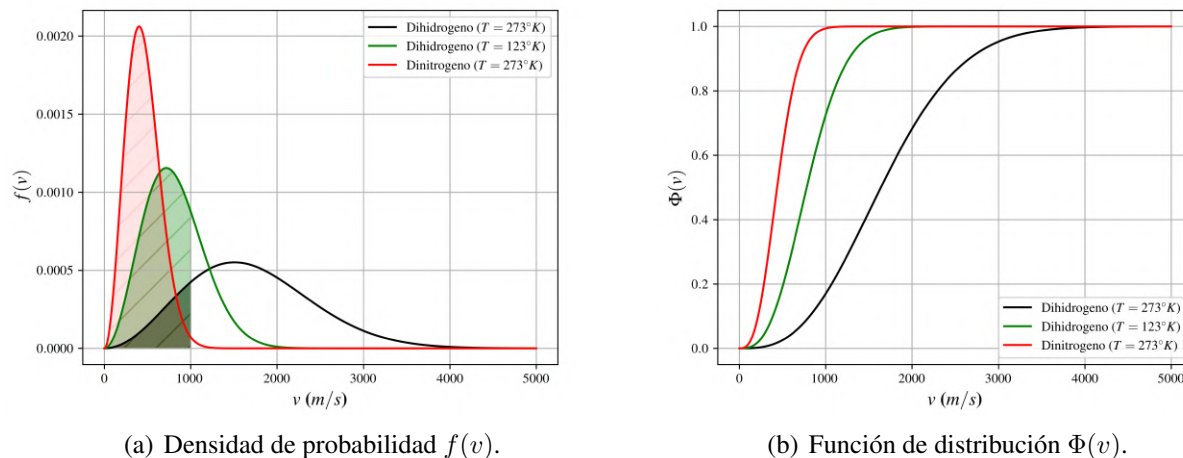 0.0020
0.0015
0.0010
0.0005
0.0000
f(v)
Dihidrogeno (T = 273°K)
Dihidrogeno (T = 123°K)
Dinitrogeno (T = 273°K)
0 1000 2000 3000 4000 5000
v (m/s)
(a) Densidad de probabilidad f(v).
1.0
0.8
0.6
0.4
0.2
0.0
Φ(v)
Dihidrogeno (T = 273°K)
Dihidrogeno (T = 123°K)
Dinitrogeno (T = 273°K)
0 1000 2000 3000 4000 5000
v (m/s)
(b) Función de distribución Φ(v).